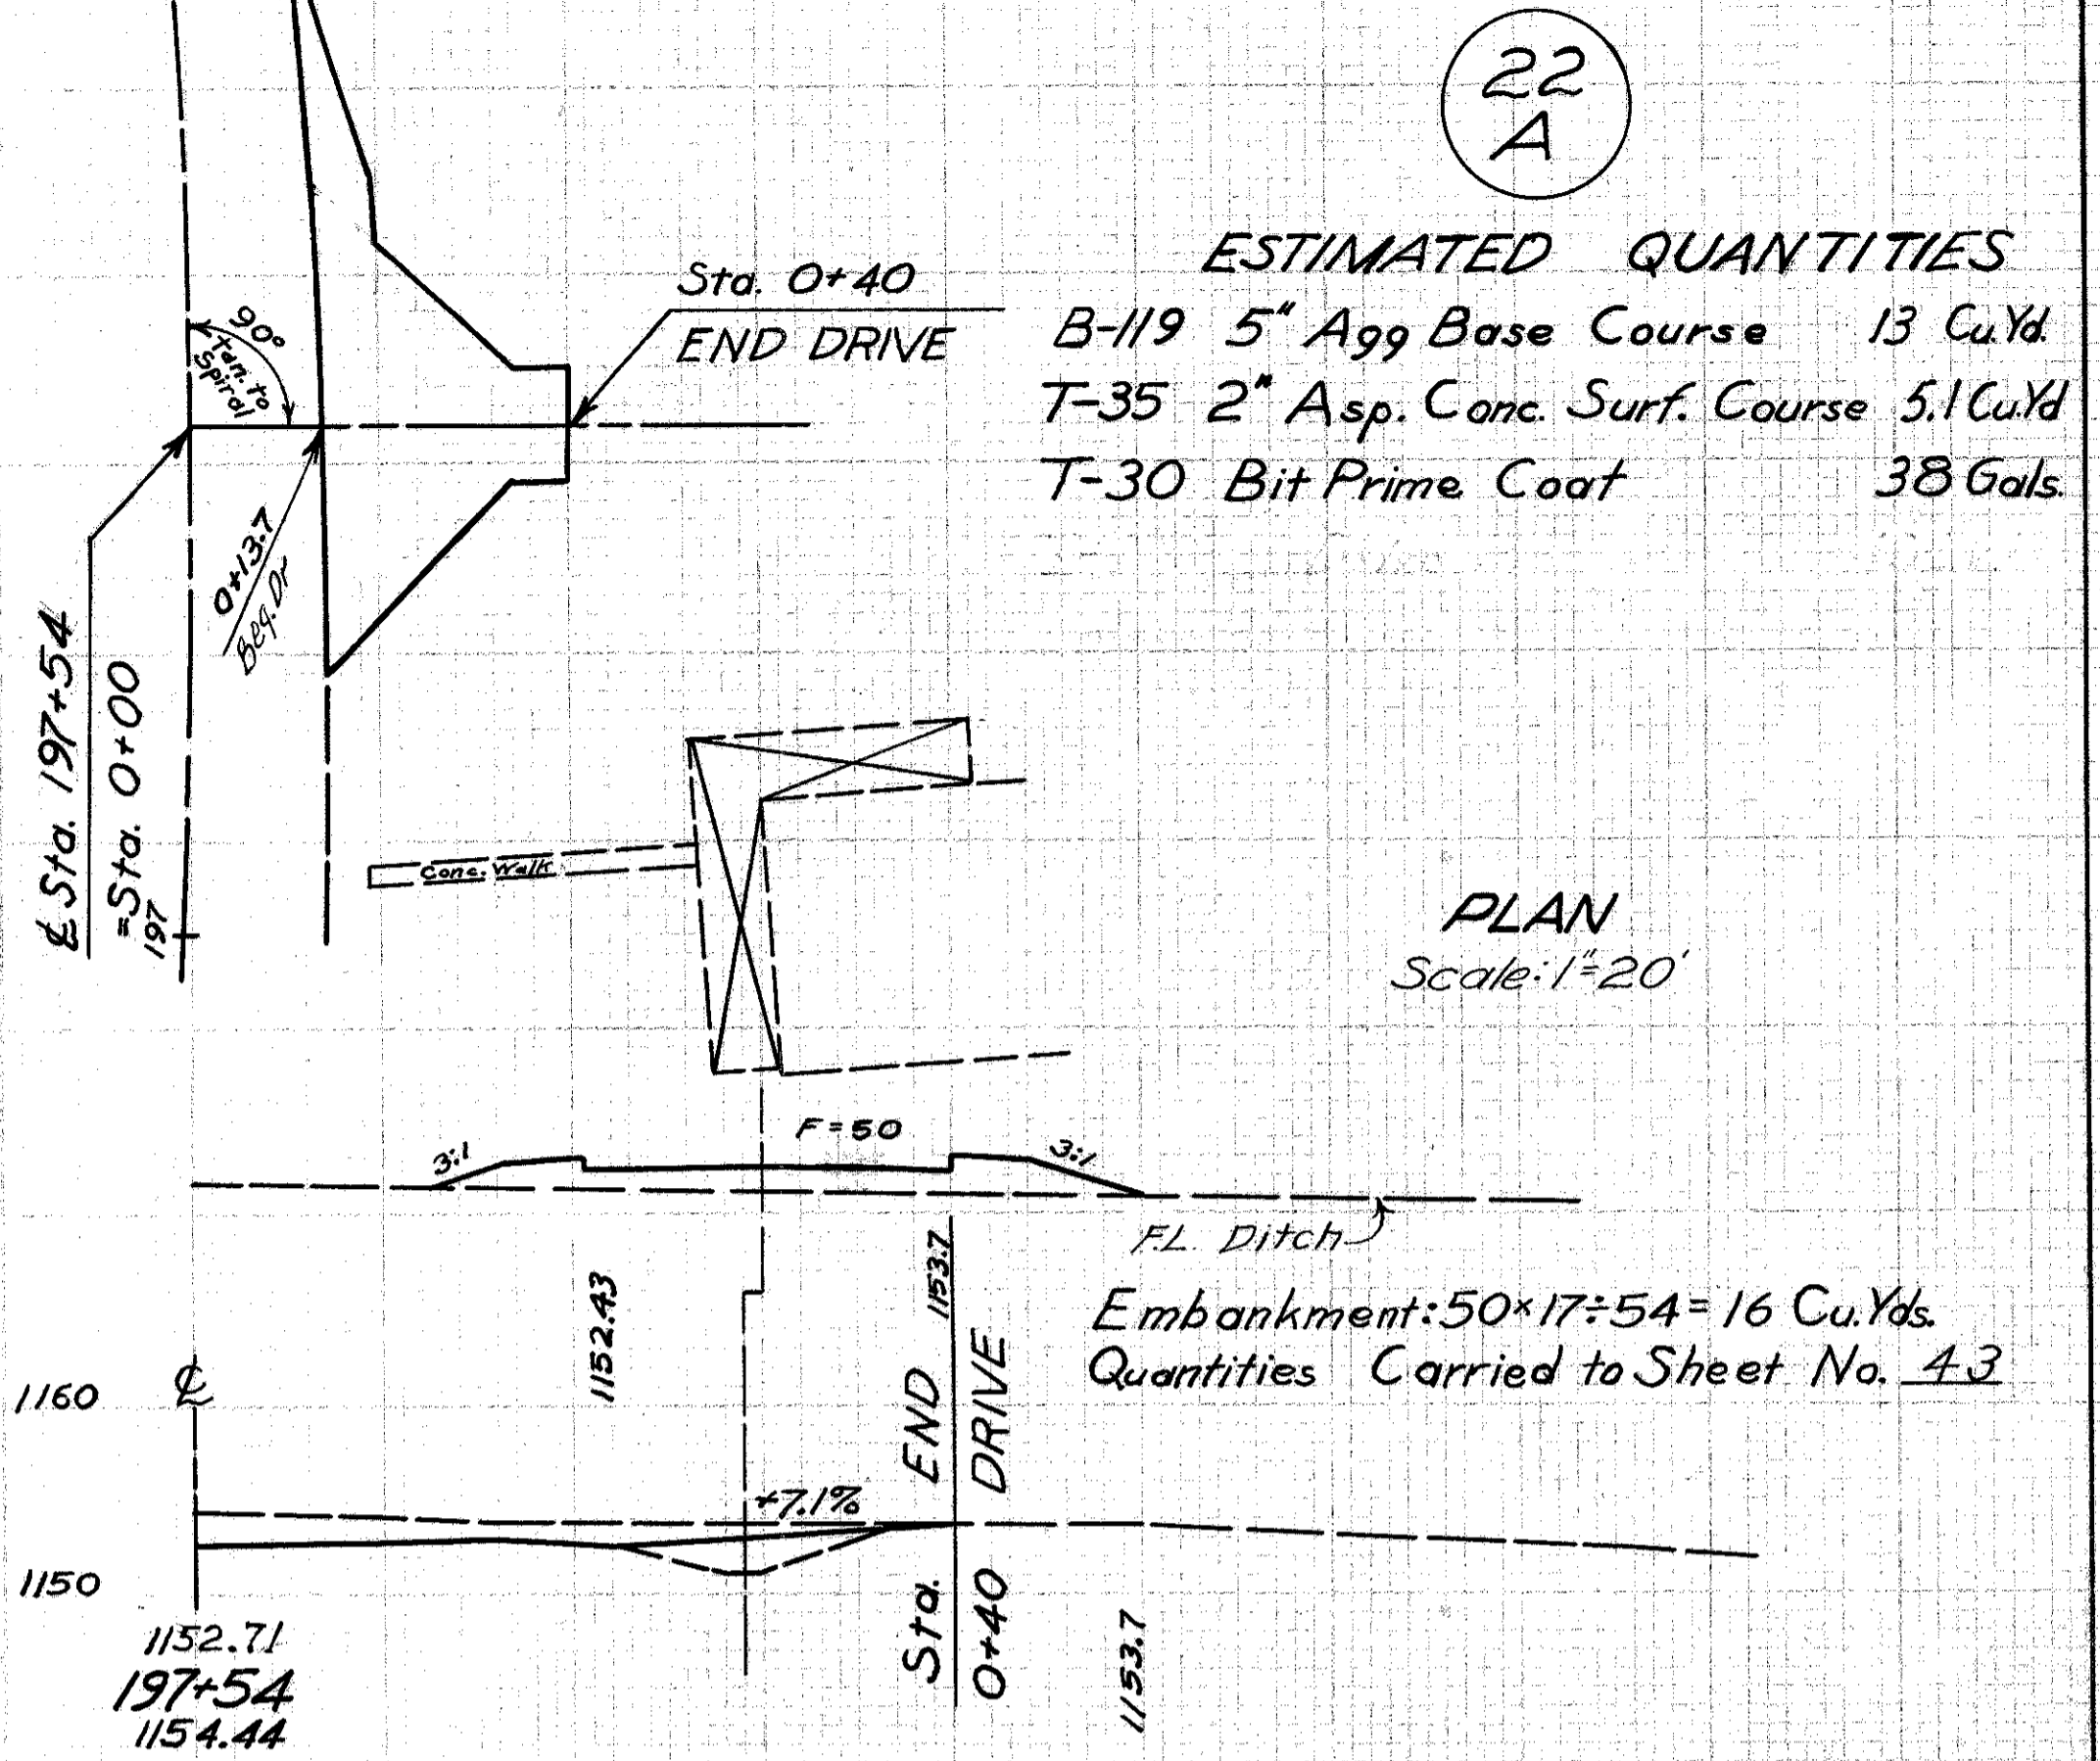 22
A
ESTIMATED QUANTITIES
B-119 5" Agg Base Course 13 Cu.Yd.
T-35 2" Asp. Conc. Surf. Course 5.1 Cu.Yd
T-30 Bit Prime Coat 38 Gals.
Sta. 0+40
END DRIVE
90°
tan. to
Spiral
0+13.7
Beg. Dr
℄ Sta. 197+54
=Sta. 0+00
197
Conc. Walk
PLAN
Scale: 1"=20'
F=50
3:1
3:1
F.L. Ditch
1152.43
1153.7
Embankment: 50×17÷54=16 Cu.Yds.
Quantities Carried to Sheet No. 43
1160
℄
Sta. END
0+40 DRIVE
+7.1%
1150
1152.71
197+54
1154.44
1153.7